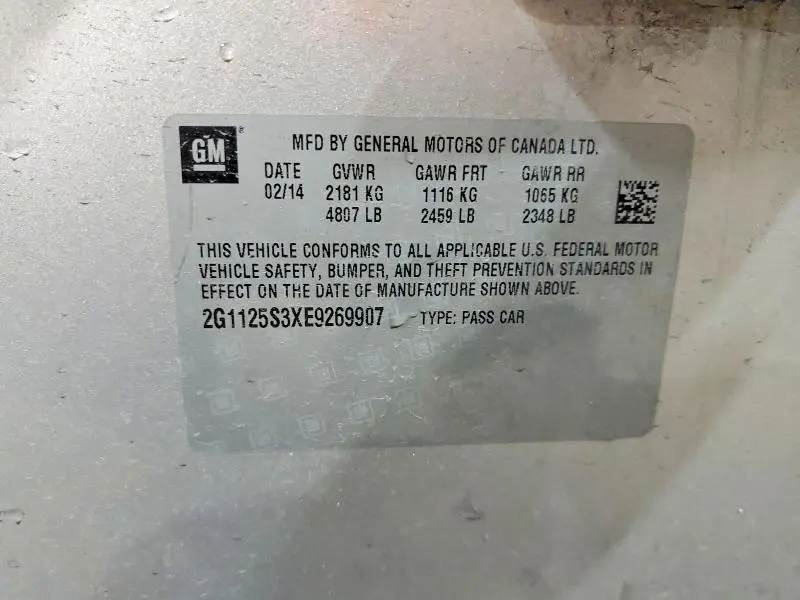 GM ®
MFD BY GENERAL MOTORS OF CANADA LTD.
DATE GVWR GAWR FRT GAWR RR
02/14 2181 KG 1116 KG 1065 KG
4807 LB 2459 LB 2348 LB
THIS VEHICLE CONFORMS TO ALL APPLICABLE U.S. FEDERAL MOTOR
VEHICLE SAFETY, BUMPER, AND THEFT PREVENTION STANDARDS IN
EFFECT ON THE DATE OF MANUFACTURE SHOWN ABOVE.
2G1125S3XE9269907 TYPE: PASS CAR